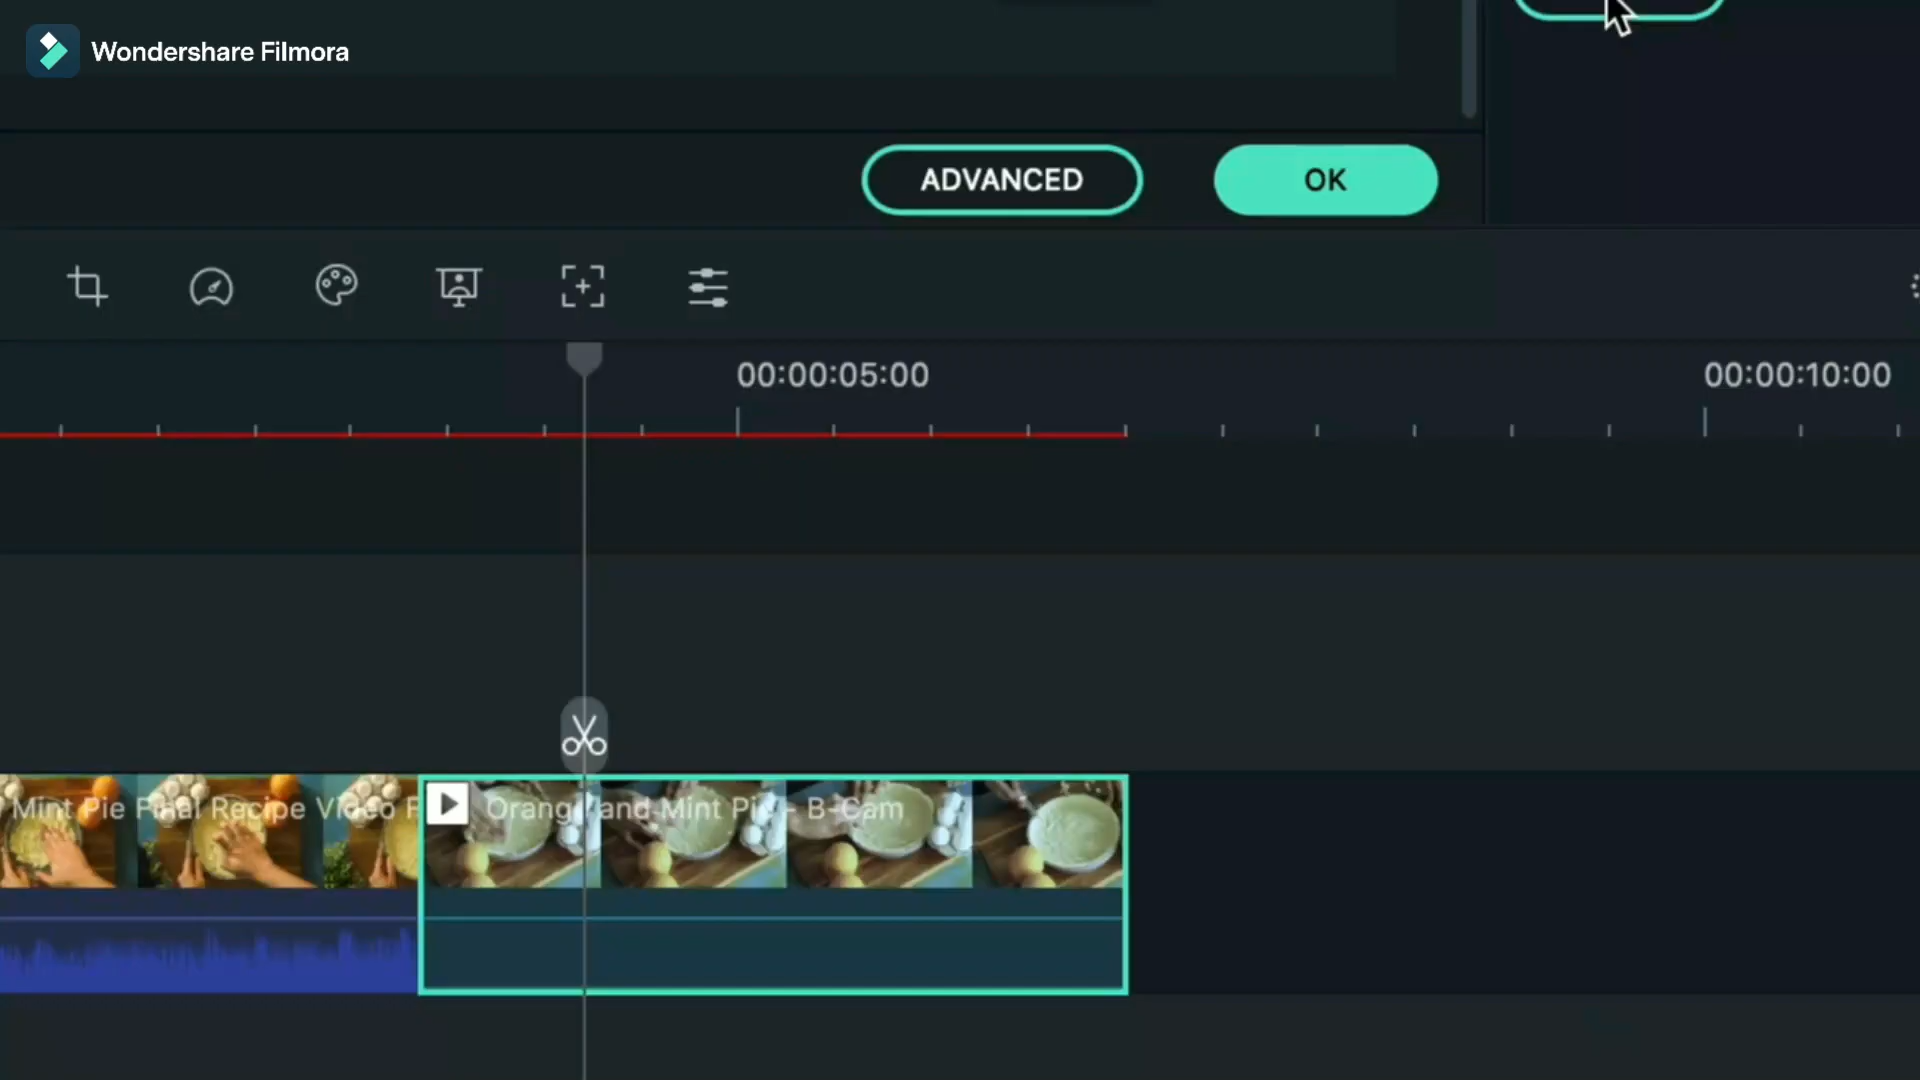 Wondershare Filmora
ADVANCED
OK
00:00:05:00
00:00:10:00
Mint Pie Final Recipe Video F
Orange and Mint Pie - B-Cam